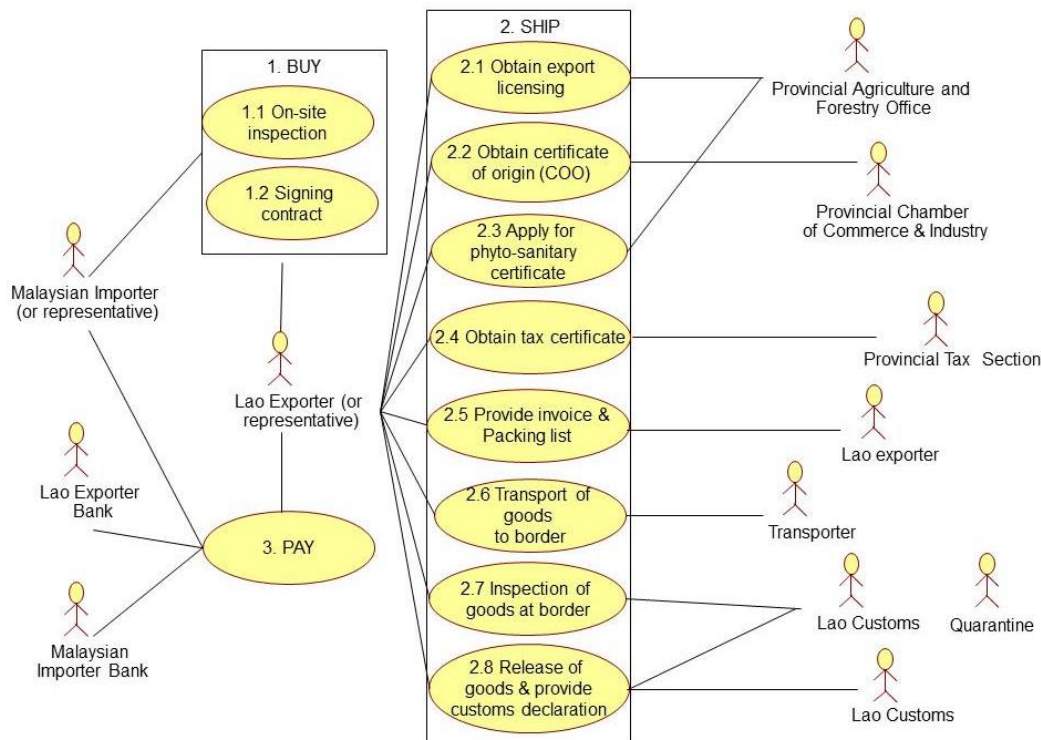 1. BUY
1.1 On-site
inspection
1.2 Signing
contract
Malaysian Importer
(or representative)
Lao Exporter (or
representative)
Lao Exporter
Bank
3. PAY
Malaysian
Importer Bank
2. SHIP
2.1 Obtain export
licensing
2.2 Obtain certificate
of origin (COO)
2.3 Apply for
phyto-sanitary
certificate
2.4 Obtain tax certificate
2.5 Provide invoice &
Packing list
2.6 Transport of
goods
to border
2.7 Inspection of
goods at border
2.8 Release of
goods & provide
customs declaration
Provincial Agriculture and
Forestry Office
Provincial Chamber
of Commerce & Industry
Provincial Tax Section
Lao exporter
Transporter
Lao Customs
Quarantine
Lao Customs